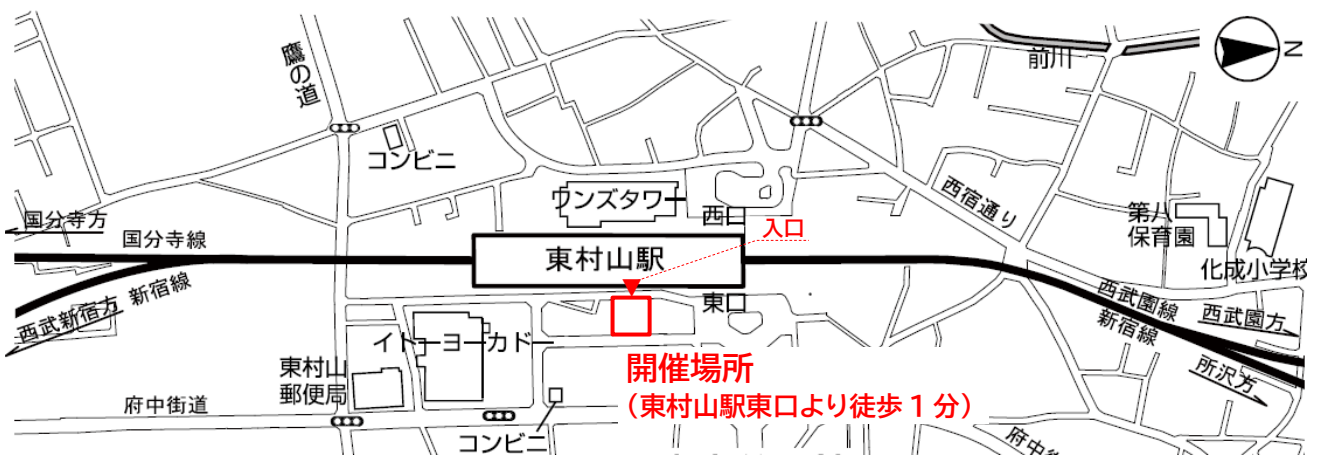 鷹の道
前川
N
コンビニ
ワンズタワー
西口
入口
西宿通り
第八
保育園
化成小学校
国分寺方
国分寺線
東村山駅
西武新宿方
新宿線
東口
西武園線
新宿線
西武園方
所沢方
イトーヨーカドー
東村山
郵便局
府中街道
コンビニ
開催場所
(東村山駅東口より徒歩1分)
府中街